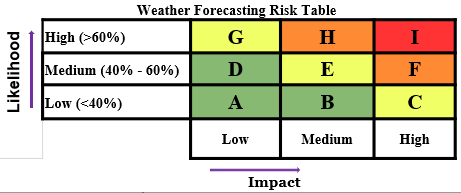 Weather Forecasting Risk Table
Likelihood
High (>60%) G H I
Medium (40% - 60%) D E F
Low (<40%) A B C
Low Medium High
Impact